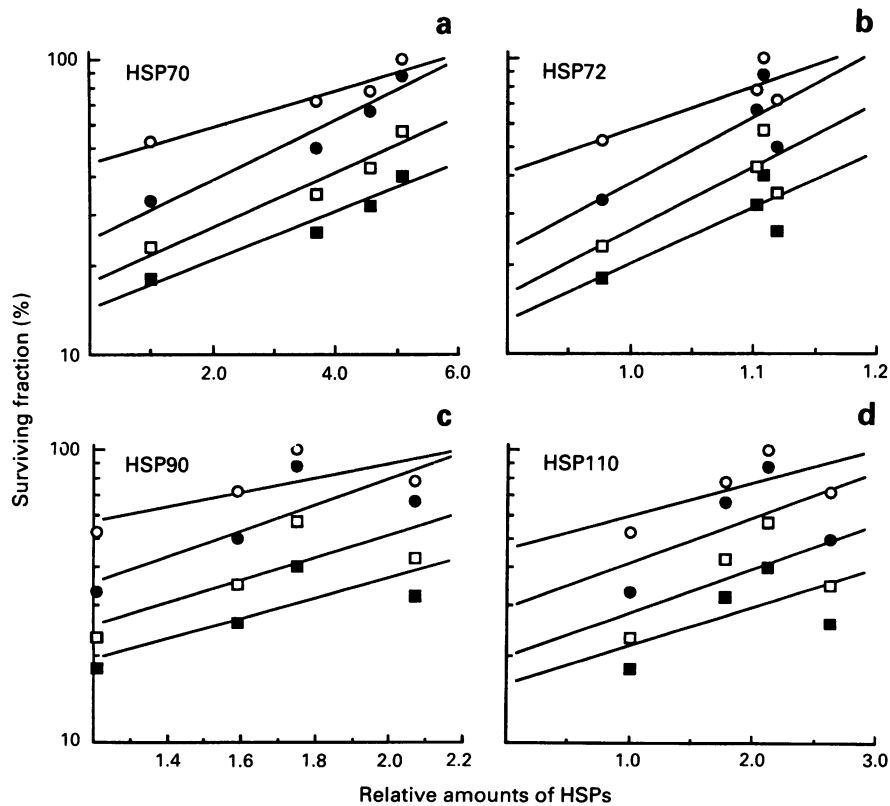 a
b
100
HSP70
HSP72
10
2.0 4.0 6.0
1.0 1.1 1.2
c
d
100
HSP90
HSP110
10
1.4 1.6 1.8 2.0 2.2
1.0 2.0 3.0
Surviving fraction (%)
Relative amounts of HSPs